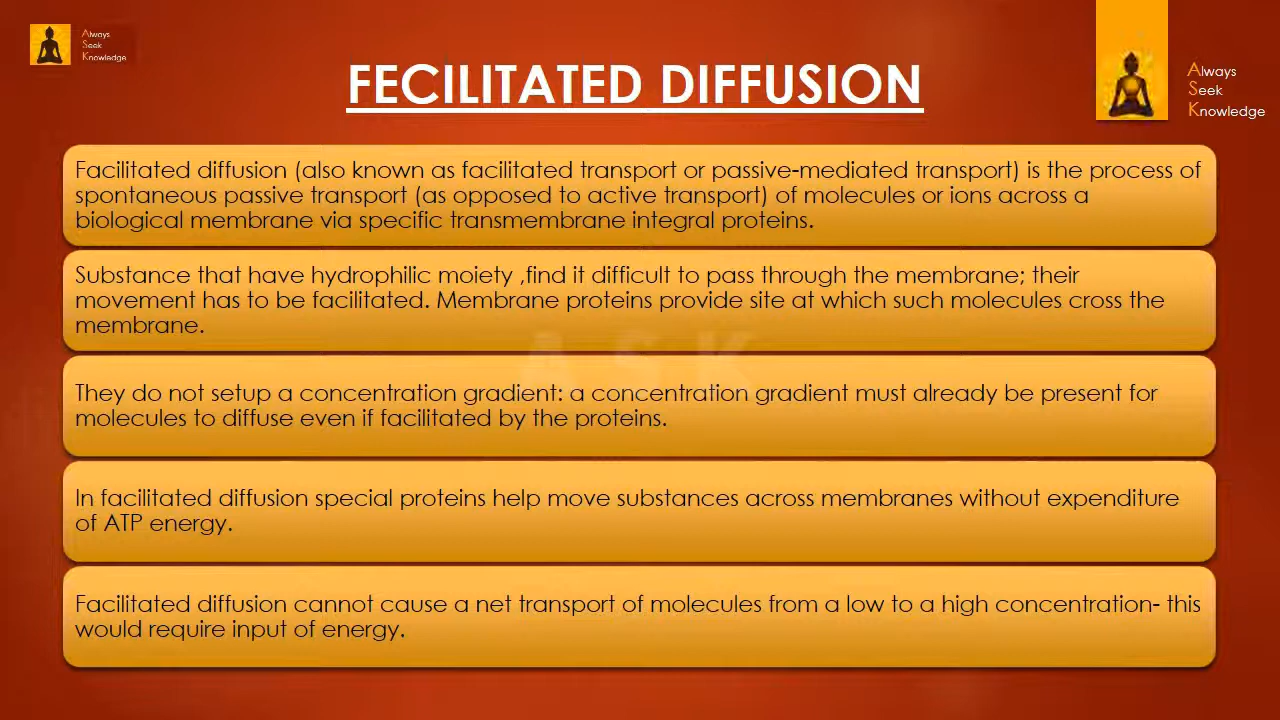 Always
Seek
Knowledge
FECILITATED DIFFUSION
Always
Seek
Knowledge
Facilitated diffusion (also known as facilitated transport or passive-mediated transport) is the process of
spontaneous passive transport (as opposed to active transport) of molecules or ions across a
biological membrane via specific transmembrane integral proteins.
Substance that have hydrophilic moiety ,find it difficult to pass through the membrane; their
movement has to be facilitated. Membrane proteins provide site at which such molecules cross the
membrane.
A S K
They do not setup a concentration gradient: a concentration gradient must already be present for
molecules to diffuse even if facilitated by the proteins.
In facilitated diffusion special proteins help move substances across membranes without expenditure
of ATP energy.
Facilitated diffusion cannot cause a net transport of molecules from a low to a high concentration- this
would require input of energy.